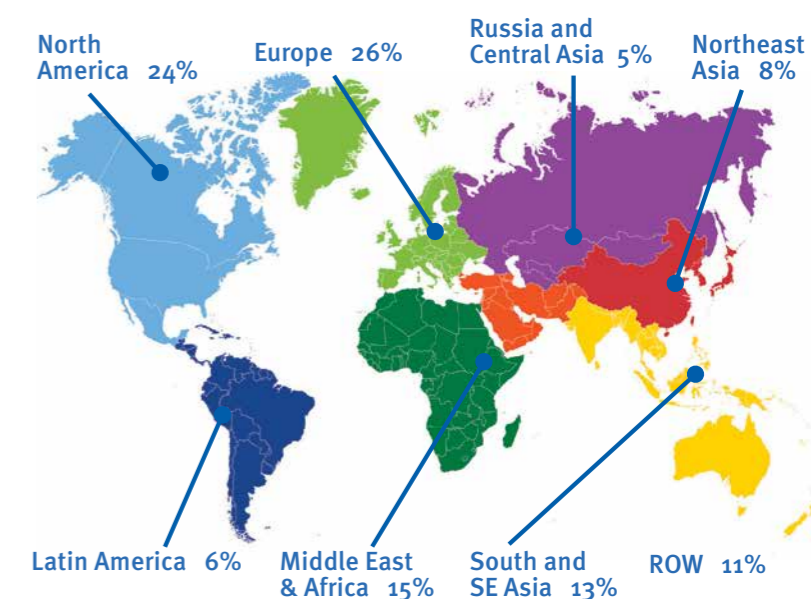 North
America 24%
Europe 26%
Russia and
Central Asia 5%
Northeast
Asia 8%
Latin America 6%
Middle East
& Africa 15%
South and
SE Asia 13%
ROW 11%